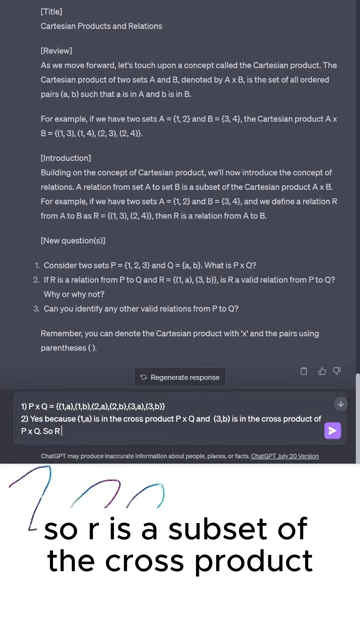 [Title]
Cartesian Products and Relations
[Review]
As we move forward, let's touch upon a concept called the Cartesian product. The
Cartesian product of two sets A and B, denoted by A x B, is the set of all ordered
pairs (a, b) such that a is in A and b is in B.
For example, if we have two sets A = {1, 2} and B = {3, 4}, the Cartesian product A x
B = {(1, 3), (1, 4), (2, 3), (2, 4)}.
[Introduction]
Building on the concept of Cartesian product, we'll now introduce the concept of
relations. A relation from set A to set B is a subset of the Cartesian product A x B.
For example, if we have two sets A = {1, 2} and B = {3, 4}, and we define a relation R
from A to B as R = {(1, 3), (2, 4)}, then R is a relation from A to B.
[New question(s)]
1. Consider two sets P = {1, 2, 3} and Q = {a, b}. What is P x Q?
2. If R is a relation from P to Q and R = {(1, a), (3, b)}, is R a valid relation from P to Q?
Why or why not?
3. Can you identify any other valid relations from P to Q?
Remember, you can denote the Cartesian product with 'x' and the pairs using
parentheses ( ).
Regenerate response
1) P x Q = {(1,a),(1,b),(2,a),(2,b),(3,a),(3,b)}
2) Yes because (1,a) is in the cross product P x Q and (3,b) is in the cross product of
P x Q. So R
ChatGPT may produce inaccurate information about people, places, or facts. ChatGPT July 20 Version
so r is a subset of
the cross product